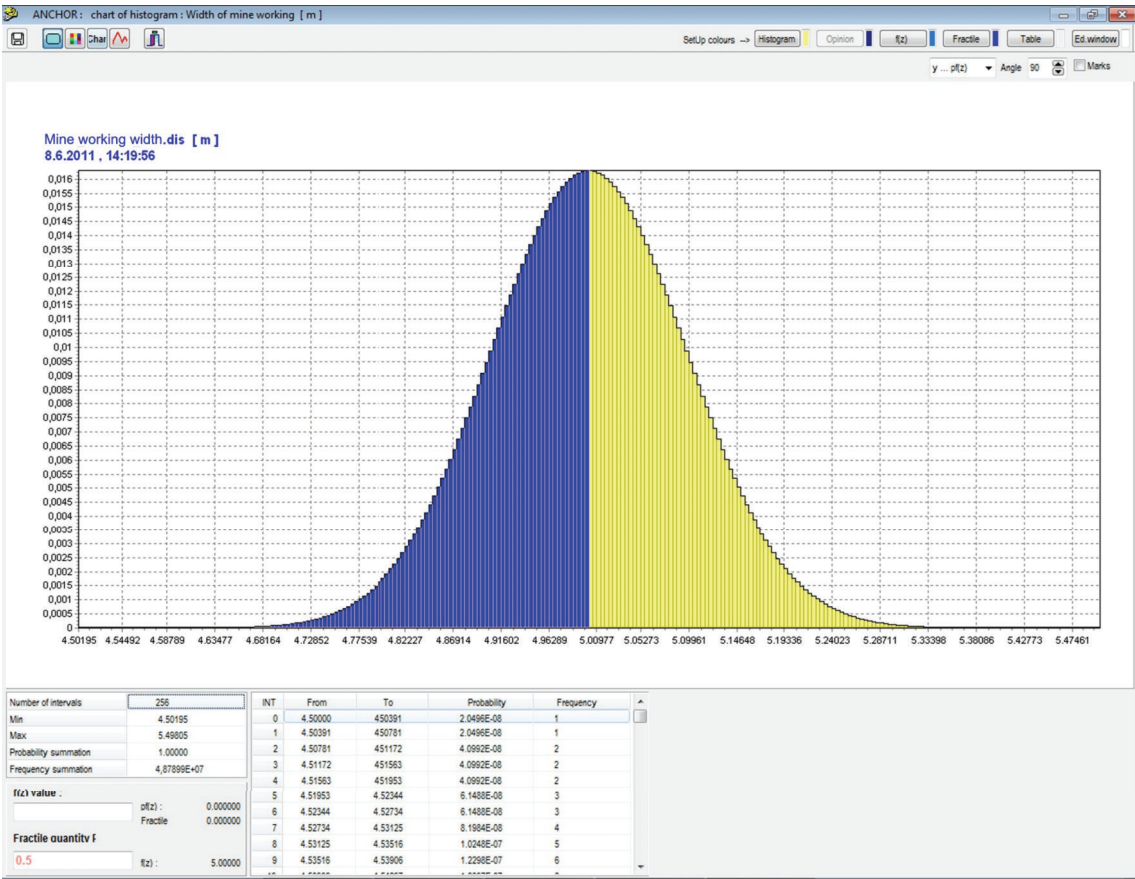 ANCHOR: chart of histogram : Width of mine working [ m ]
Char SetUp colours --> Histogram Opinion f(z) Fractile Table Ed.window
y ... pf(z) Angle 90 Marks
Mine working width.dis [ m ]
8.6.2011 , 14:19:56
0,016
0,0155
0,015
0,0145
0,014
0,0135
0,013
0,0125
0,012
0,0115
0,011
0,0105
0,01
0,0095
0,009
0,0085
0,008
0,0075
0,007
0,0065
0,006
0,0055
0,005
0,0045
0,004
0,0035
0,003
0,0025
0,002
0,0015
0,001
0,0005
0
4.50195 4.54492 4.58789 4.63477 4.68164 4.72852 4.77539 4.82227 4.86914 4.91602 4.96289 5.00977 5.05273 5.09961 5.14648 5.19336 5.24023 5.28711 5.33398 5.38086 5.42773 5.47461
Number of intervals 256
Min 4.50195
Max 5.49805
Probability summation 1.00000
Frequency summation 4,87899E+07
f(z) value :
pf(z) : 0.000000
Fractile 0.000000
Fractile quantity F
0.5 f(z) : 5.00000
INT From To Probability Frequency
0 4.50000 450391 2.0496E-08 1
1 4.50391 450781 2.0496E-08 1
2 4.50781 451172 4.0992E-08 2
3 4.51172 451563 4.0992E-08 2
4 4.51563 451953 4.0992E-08 2
5 4.51953 4.52344 6.1488E-08 3
6 4.52344 4.52734 6.1488E-08 3
7 4.52734 4.53125 8.1984E-08 4
8 4.53125 4.53516 1.0248E-07 5
9 4.53516 4.53906 1.2298E-07 6